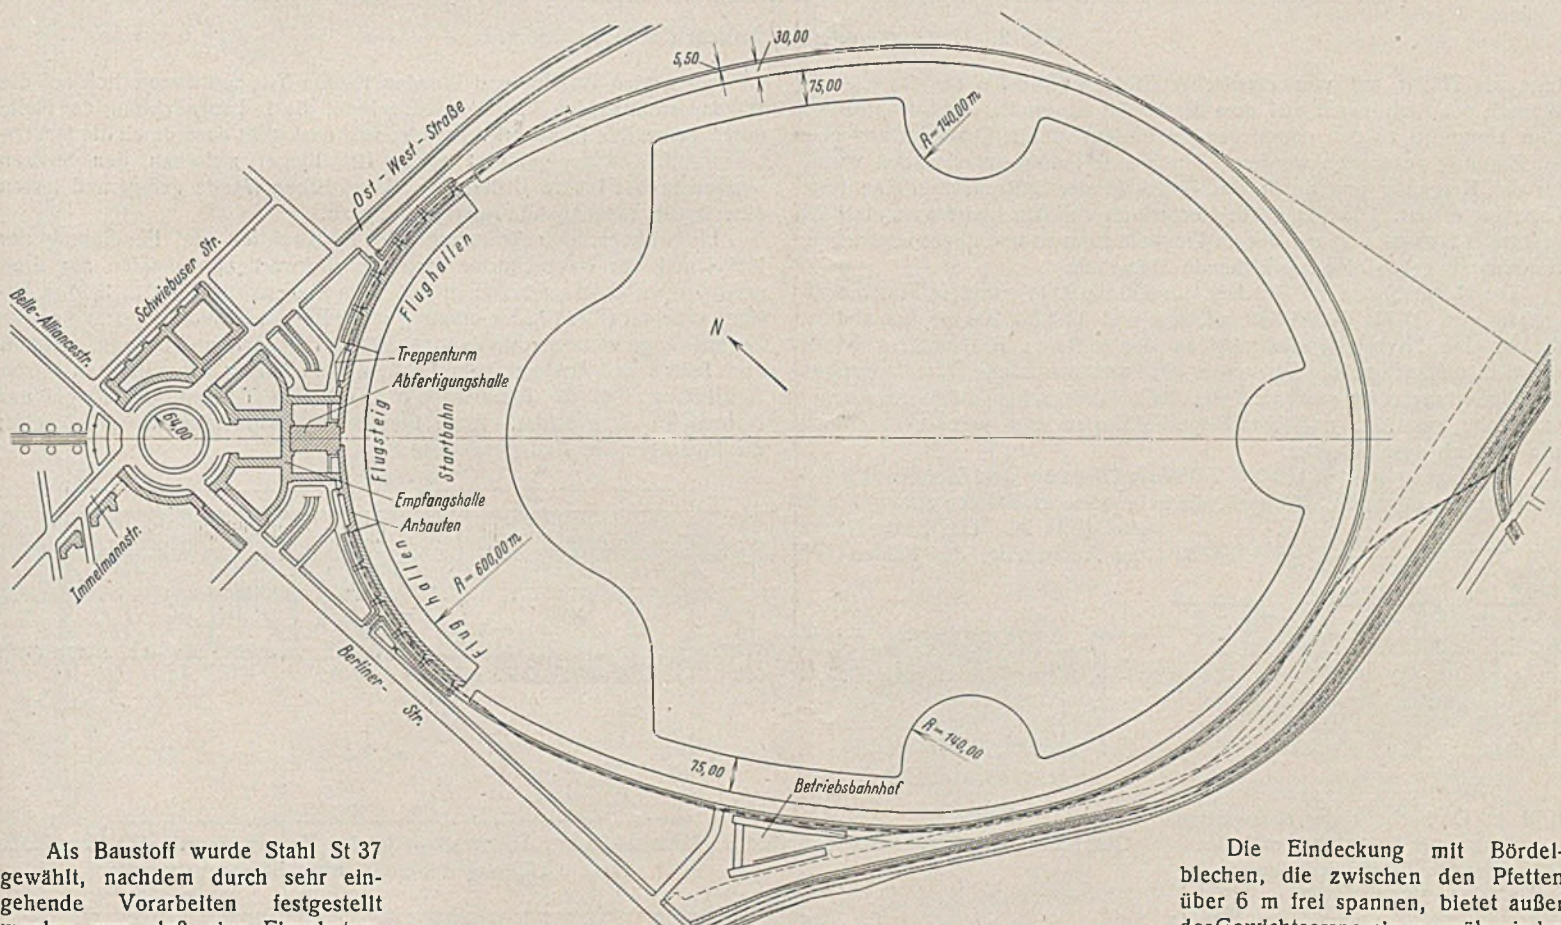 5,50
30,00
75,00
R=140,00 m
Ost-West-Straße
Schwiebuser Str.
Belle-Alliancestr.
Flughallen
N
Treppenturm
Abfertigungshalle
64,00
Flugsteig
Startbahn
Empfangshalle
Anbauten
Immelmannstr.
Flughallen
R=600,00 m
Berliner-Str.
R=140,00
75,00
Betriebsbahnhof
Als Baustoff wurde Stahl St 37
gewählt, nachdem durch sehr ein-
gehende Vorarbeiten festgestellt
Die Eindeckung mit Bördel-
blechen, die zwischen den Pfetten
über 6 m frei spannen, bietet außer